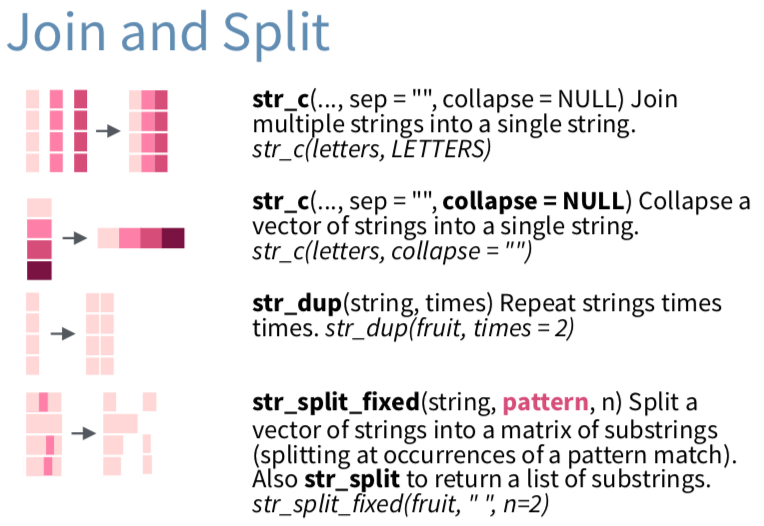 Join and Split
str_c(..., sep = "", collapse = NULL) Join
multiple strings into a single string.
str_c(letters, LETTERS)
str_c(..., sep = "", collapse = NULL) Collapse a
vector of strings into a single string.
str_c(letters, collapse = "")
str_dup(string, times) Repeat strings times
times. str_dup(fruit, times = 2)
str_split_fixed(string, pattern, n) Split a
vector of strings into a matrix of substrings
(splitting at occurrences of a pattern match).
Also str_split to return a list of substrings.
str_split_fixed(fruit, " ", n=2)